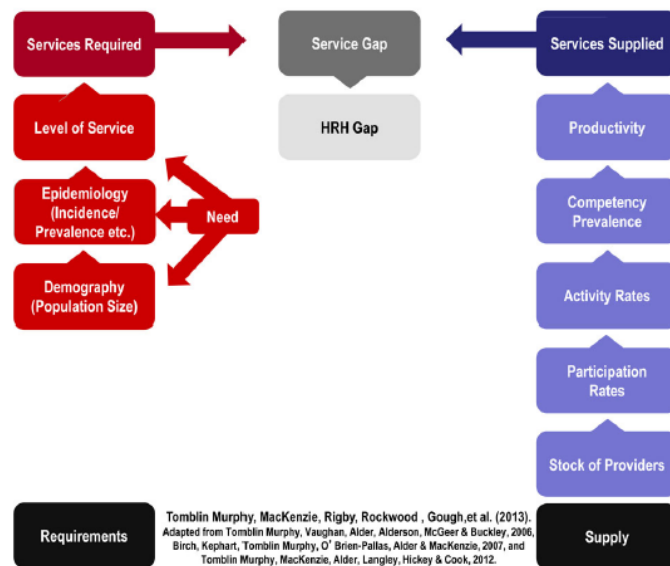 Services Required
Service Gap
Services Supplied
Level of Service
HRH Gap
Productivity
Epidemiology
(Incidence/
Prevalence etc.)
Need
Competency
Prevalence
Demography
(Population Size)
Activity Rates
Participation
Rates
Stock of Providers
Requirements
Tomblin Murphy, MacKenzie, Rigby, Rockwood , Gough,et al. (2013).
Adapted from Tomblin Murphy, Vaughan, Alder, Alderson, McGeer & Buckley, 2006,
Birch, Kephart, Tomblin Murphy, O' Brien-Pallas, Alder & MacKenzie, 2007, and
Tomblin Murphy, MacKenzie, Alder, Langley, Hickey & Cook, 2012.
Supply